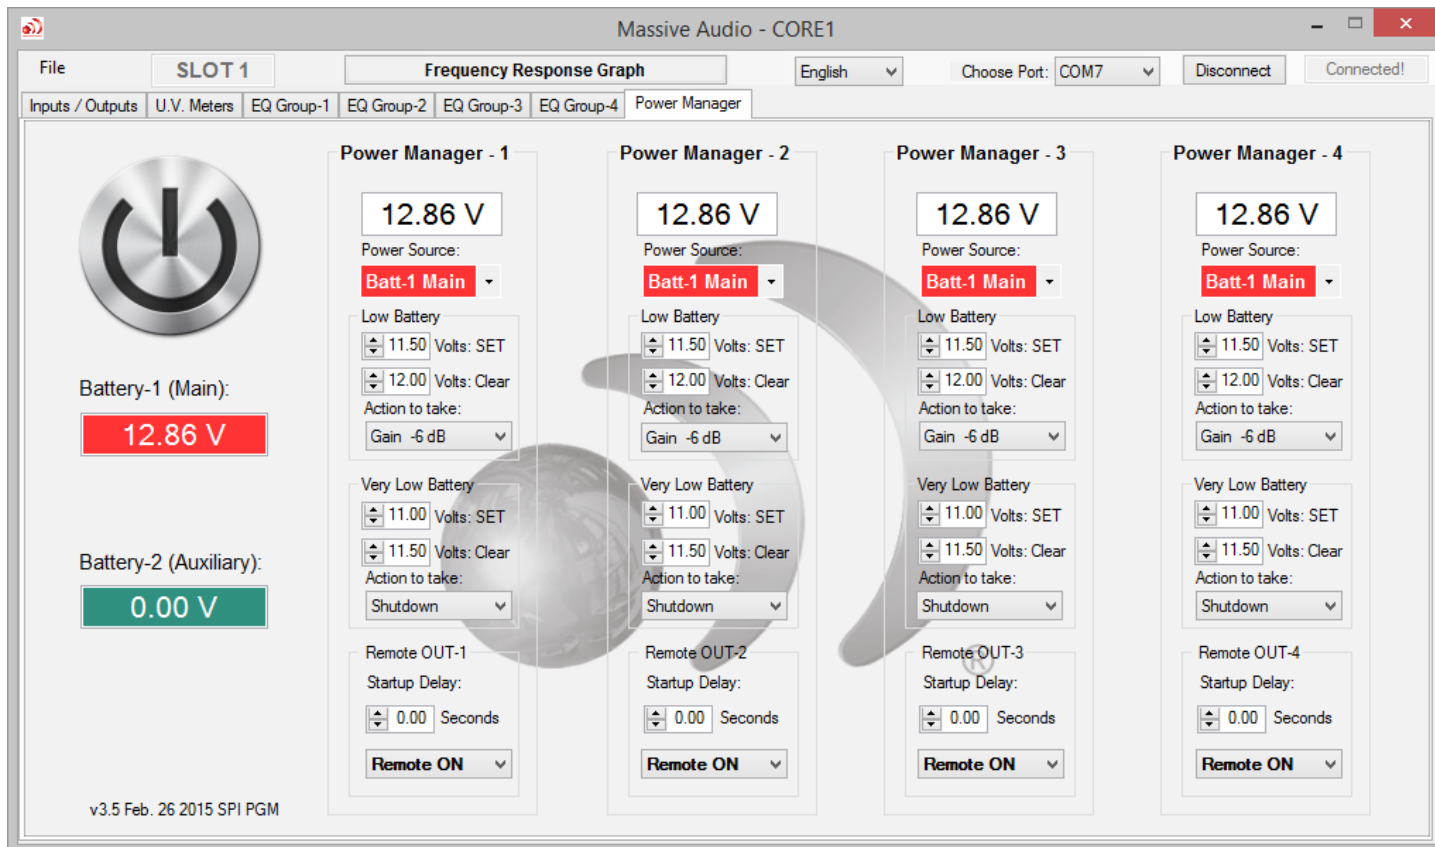 Massive Audio - CORE1
File SLOT 1 Frequency Response Graph English Choose Port: COM7 Disconnect Connected!
Inputs / Outputs U.V. Meters EQ Group-1 EQ Group-2 EQ Group-3 EQ Group-4 Power Manager
Battery-1 (Main):
12.86 V
Battery-2 (Auxiliary):
0.00 V
v3.5 Feb. 26 2015 SPI PGM
Power Manager - 1
12.86 V
Power Source:
Batt-1 Main
Low Battery
11.50 Volts: SET
12.00 Volts: Clear
Action to take:
Gain -6 dB
Very Low Battery
11.00 Volts: SET
11.50 Volts: Clear
Action to take:
Shutdown
Remote OUT-1
Startup Delay:
0.00 Seconds
Remote ON
Power Manager - 2
12.86 V
Power Source:
Batt-1 Main
Low Battery
11.50 Volts: SET
12.00 Volts: Clear
Action to take:
Gain -6 dB
Very Low Battery
11.00 Volts: SET
11.50 Volts: Clear
Action to take:
Shutdown
Remote OUT-2
Startup Delay:
0.00 Seconds
Remote ON
Power Manager - 3
12.86 V
Power Source:
Batt-1 Main
Low Battery
11.50 Volts: SET
12.00 Volts: Clear
Action to take:
Gain -6 dB
Very Low Battery
11.00 Volts: SET
11.50 Volts: Clear
Action to take:
Shutdown
Remote OUT-3
Startup Delay:
0.00 Seconds
Remote ON
®
Power Manager - 4
12.86 V
Power Source:
Batt-1 Main
Low Battery
11.50 Volts: SET
12.00 Volts: Clear
Action to take:
Gain -6 dB
Very Low Battery
11.00 Volts: SET
11.50 Volts: Clear
Action to take:
Shutdown
Remote OUT-4
Startup Delay:
0.00 Seconds
Remote ON